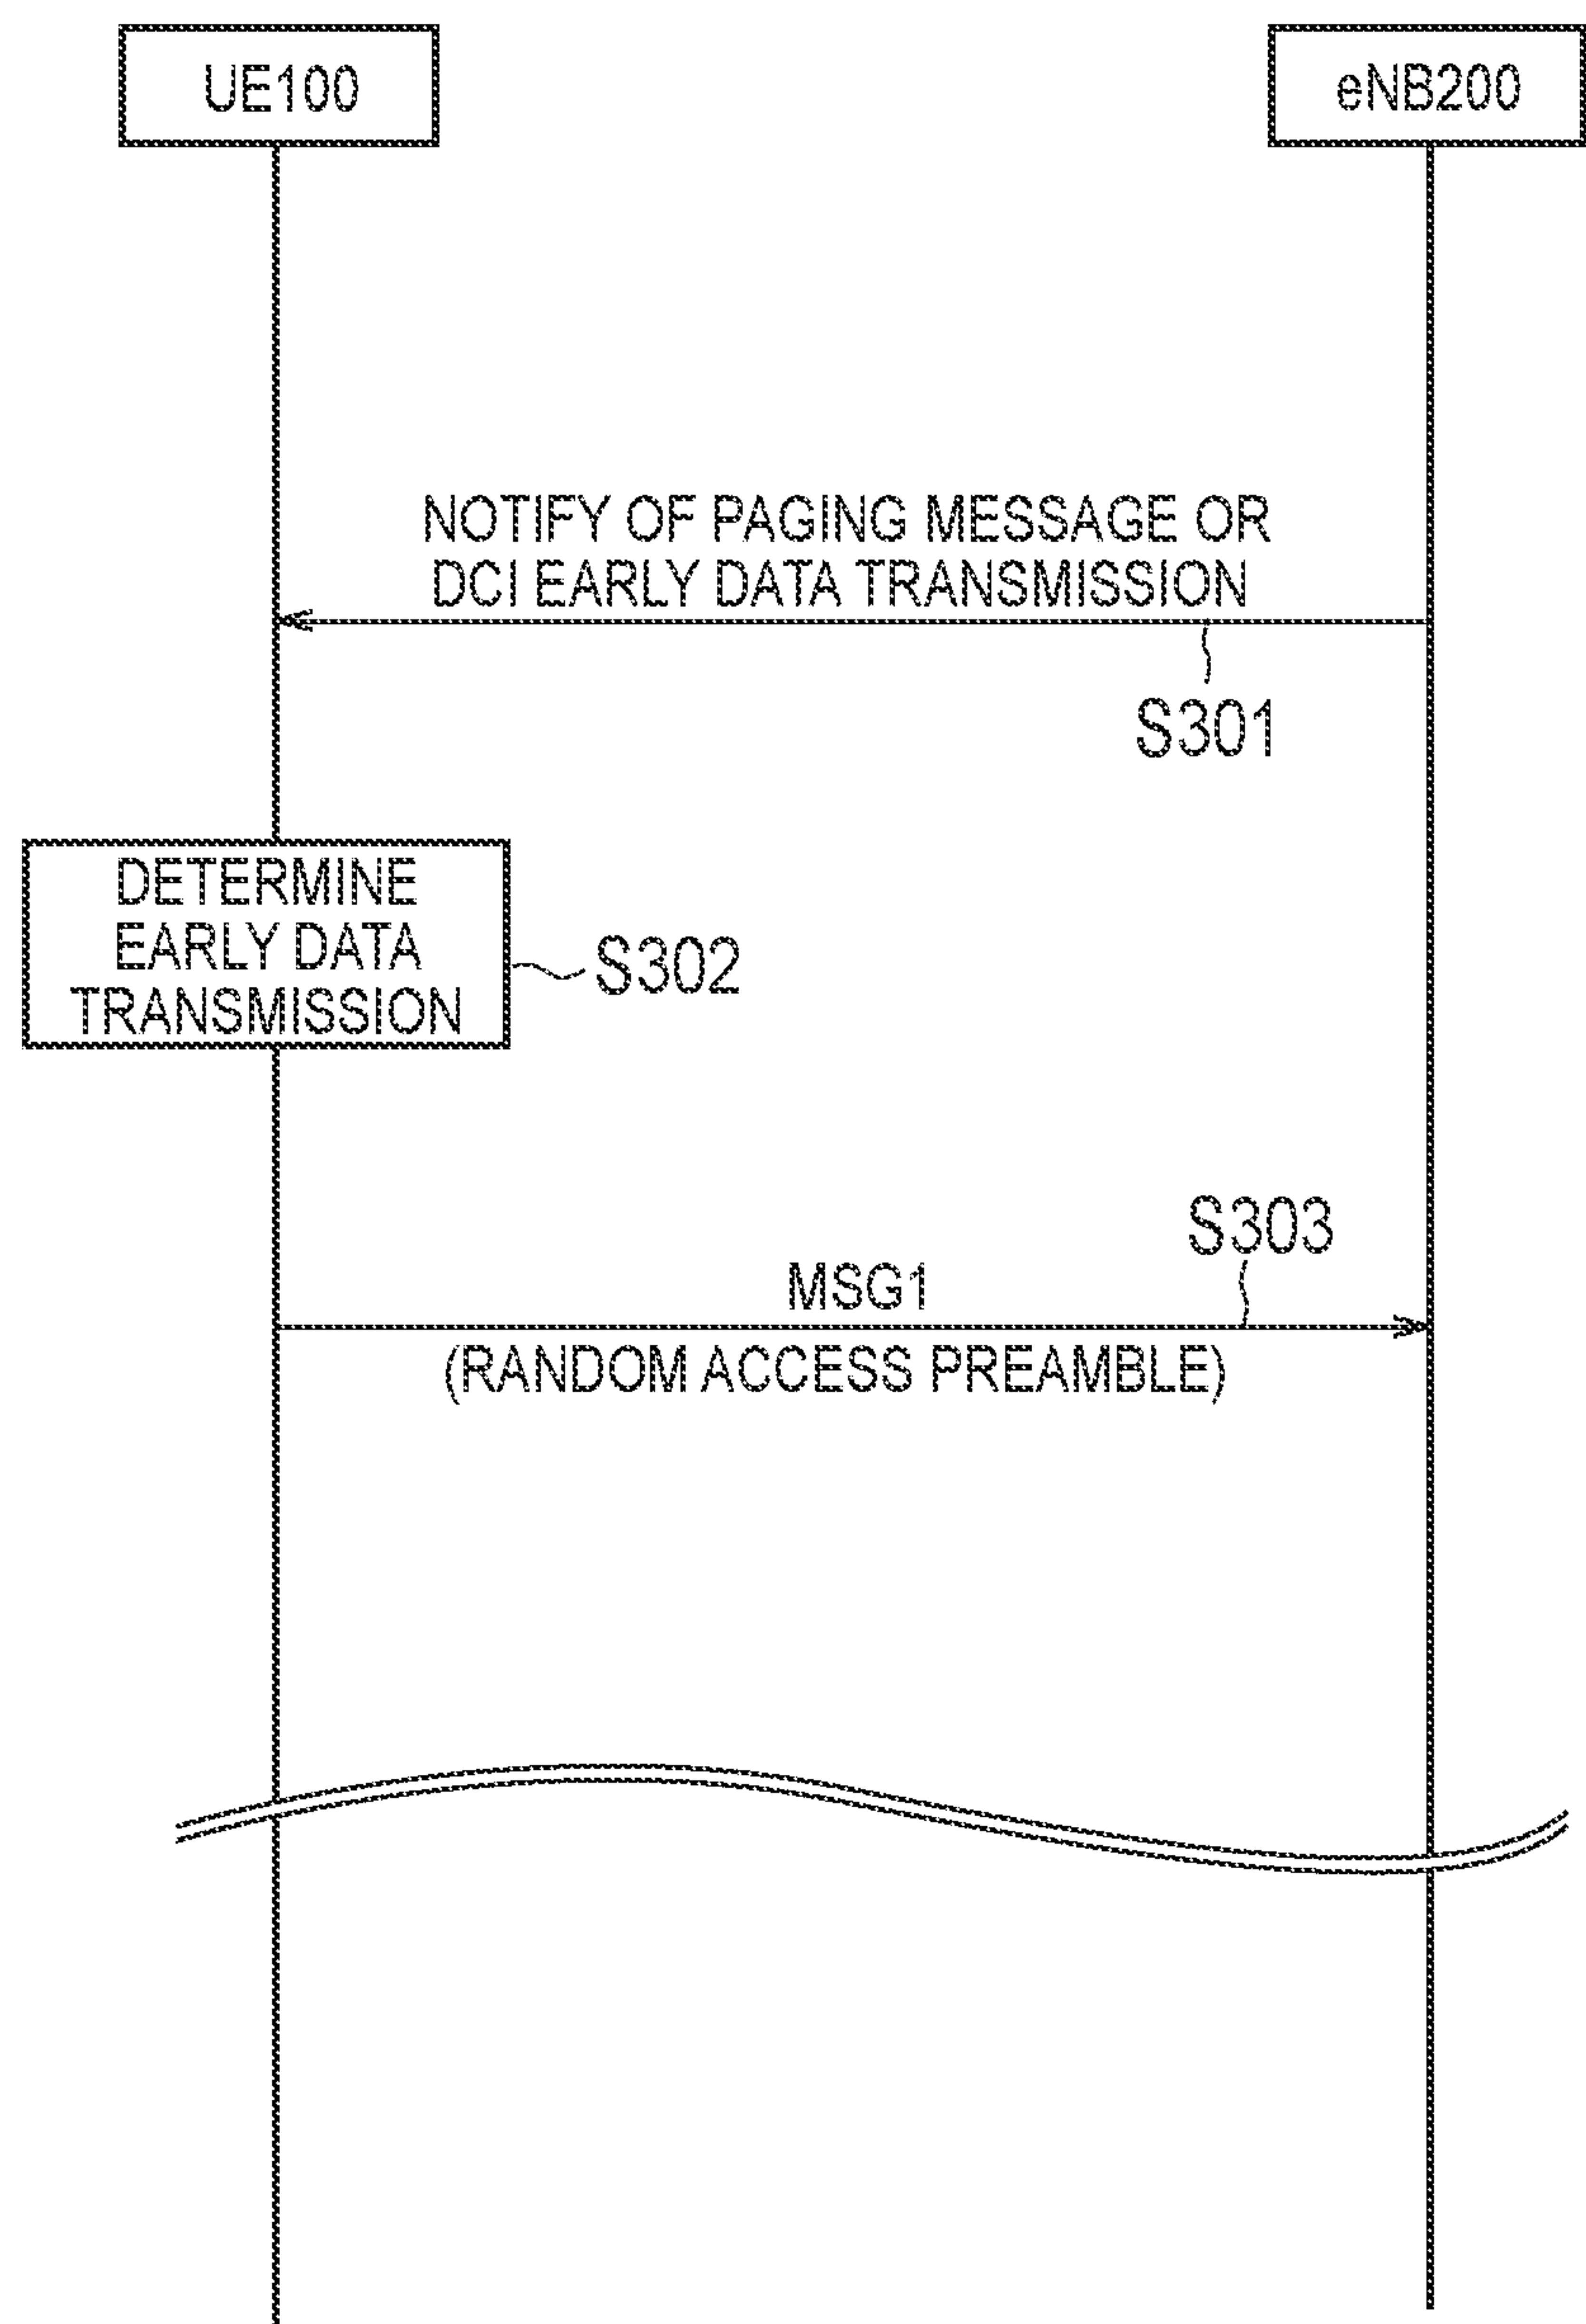 UE100
eNB200
NOTIFY OF PAGING MESSAGE OR
DCI EARLY DATA TRANSMISSION
S301
DETERMINE
EARLY DATA
TRANSMISSION
S302
S303
MSG1
(RANDOM ACCESS PREAMBLE)